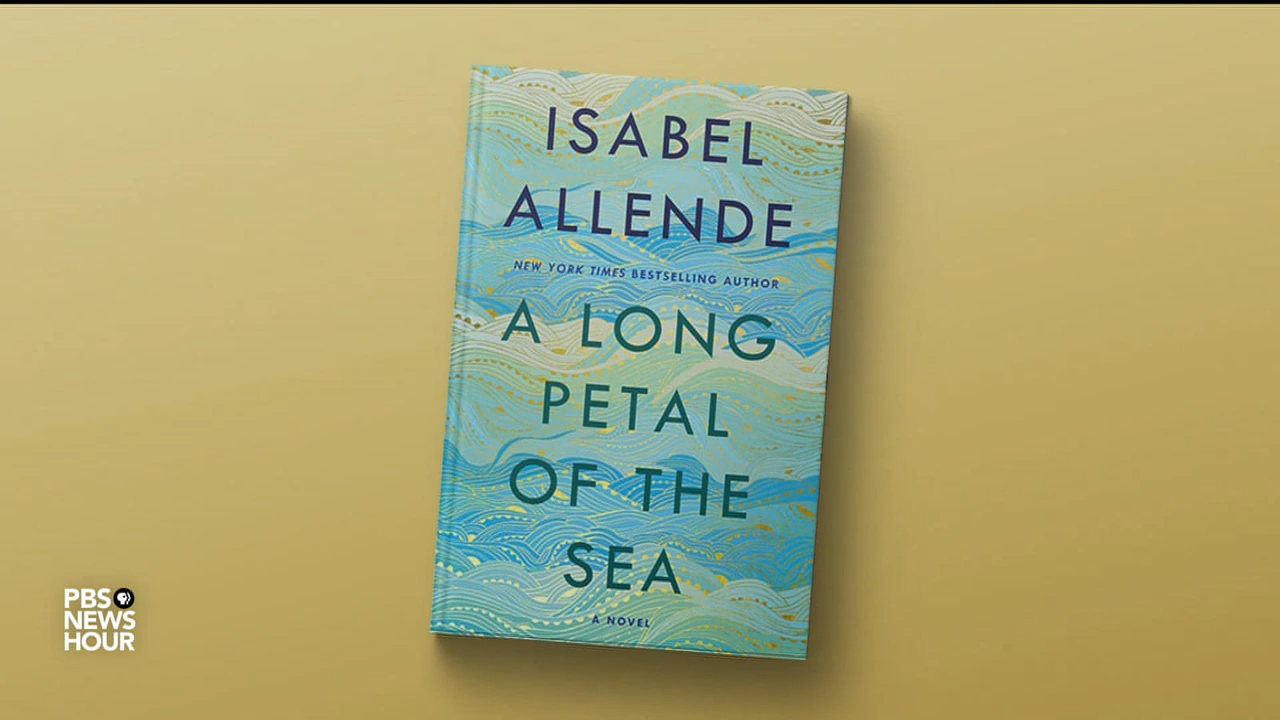 ISABEL
ALLENDE
NEW YORK TIMES BESTSELLING AUTHOR
A LONG
PETAL
OF THE
SEA
A NOVEL
PBS
NEWS
HOUR